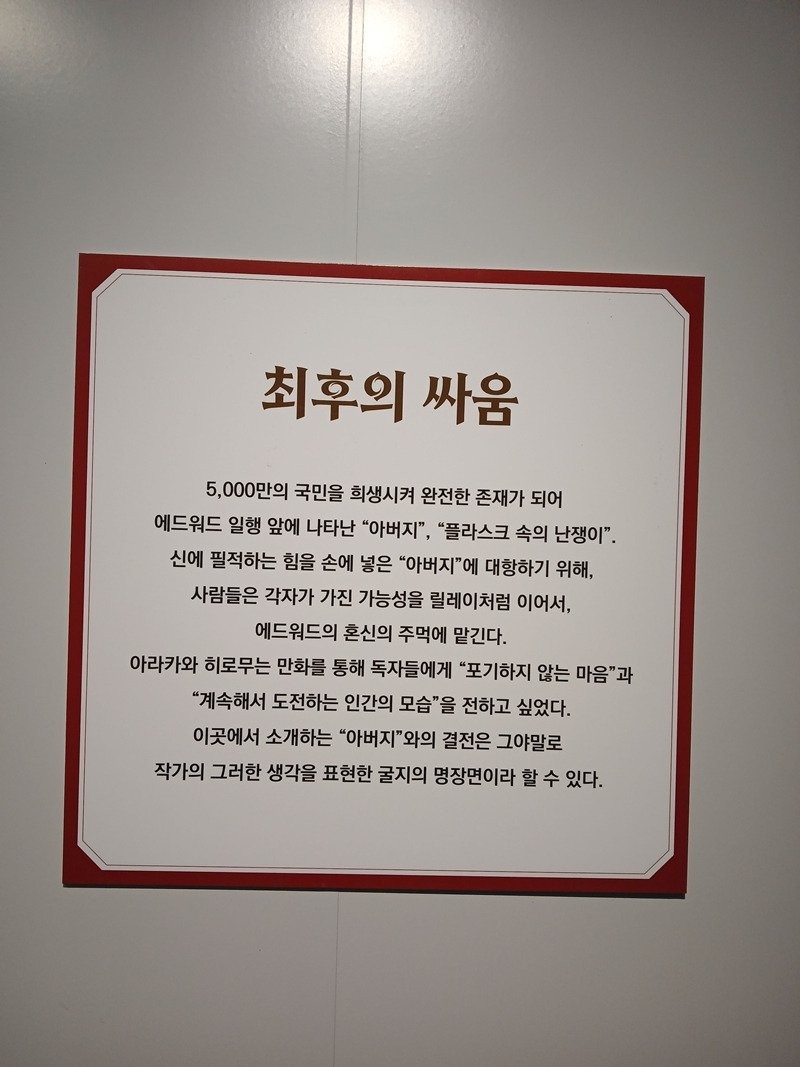 최후의 싸움
5,000만의 국민을 희생시켜 완전한 존재가 되어
에드워드 일행 앞에 나타난 “아버지”, “플라스크 속의 난쟁이”.
신에 필적하는 힘을 손에 넣은 “아버지”에 대항하기 위해,
사람들은 각자가 가진 가능성을 릴레이처럼 이어서,
에드워드의 혼신의 주먹에 맡긴다.
아라카와 히로무는 만화를 통해 독자들에게 “포기하지 않는 마음”과
“계속해서 도전하는 인간의 모습”을 전하고 싶었다.
이곳에서 소개하는 “아버지”와의 결전은 그야말로
작가의 그러한 생각을 표현한 굴지의 명장면이라 할 수 있다.